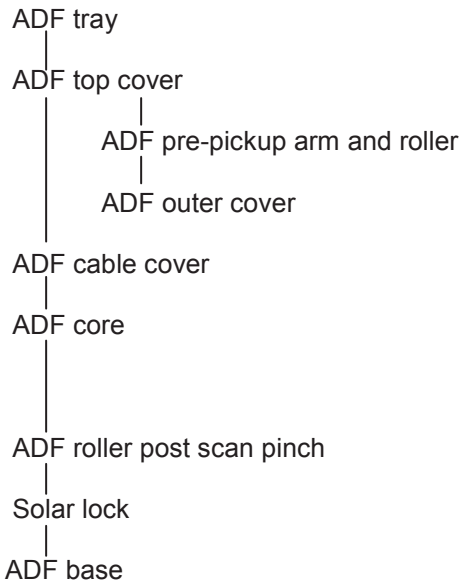 ADF tray
ADF top cover
ADF pre-pickup arm and roller
ADF outer cover
ADF cable cover
ADF core
ADF roller post scan pinch
Solar lock
ADF base